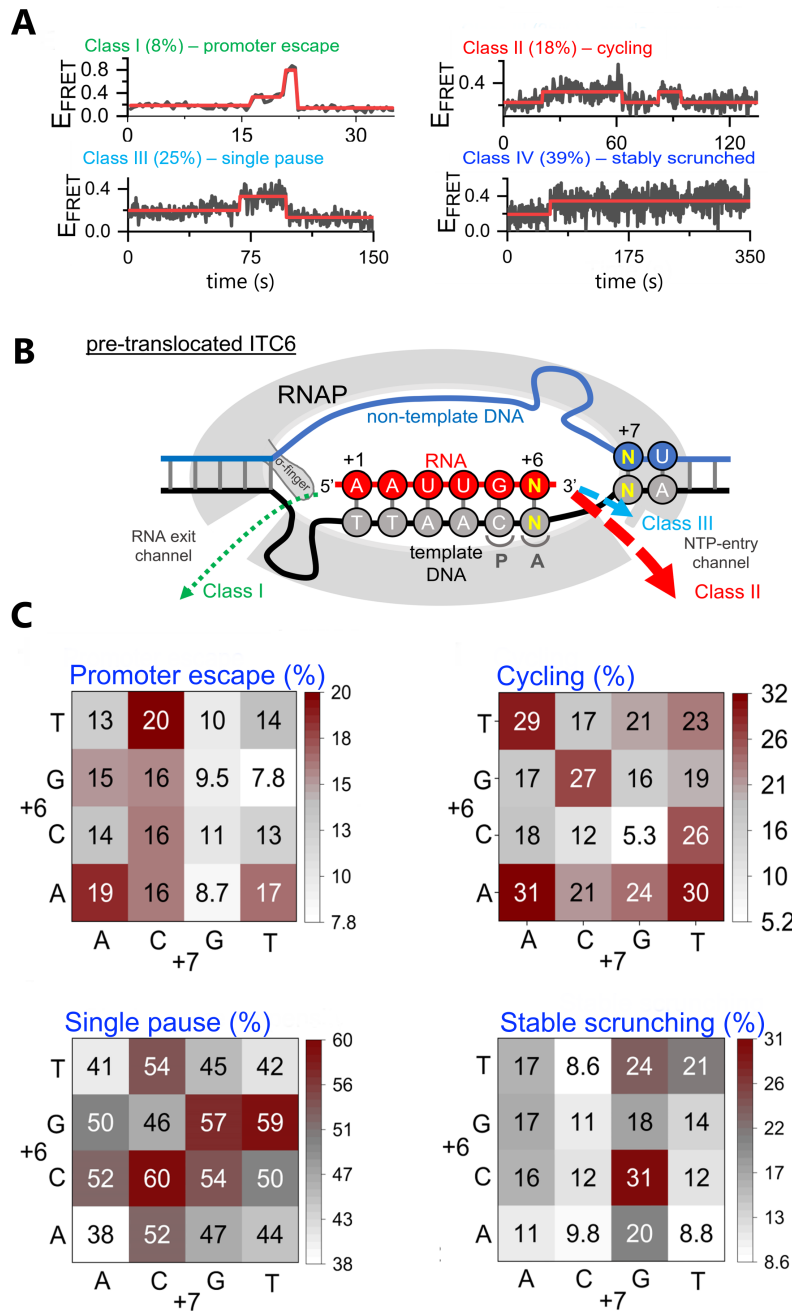 A
Class I (8%) – promoter escape
EFRET
0.8
0.4
0.0
0
15
30
Class II (18%) – cycling
0.4
0
60
120
Class III (25%) – single pause
EFRET
0.4
0.0
0
75
150
time (s)
Class IV (39%) – stably scrunched
EFRET
0.4
0.0
0
175
350
time (s)
B
pre-translocated ITC6
RNAP
non-template DNA
+7
N U
σ-finger
+1
RNA
+6
5’
A A U U G N
3’
N A
T T A A C N
Class III
RNA exit
channel
template
DNA
P
A
NTP-entry
channel
Class I
Class II
C
Promoter escape (%)
T 13 20 10 14
G 15 16 9.5 7.8
+6
C 14 16 11 13
A 19 16 8.7 17
A C G T
+7
20
18
16
15
13
11
10
7.8
Cycling (%)
T 29 17 21 23
G 17 27 16 19
+6
C 18 12 5.3 26
A 31 21 24 30
A C G T
+7
32
26
21
16
10
5.2
Single pause (%)
T 41 54 45 42
G 50 46 57 59
+6
C 52 60 54 50
A 38 52 47 44
A C G T
+7
60
56
51
47
43
38
Stable scrunching (%)
T 17 8.6 24 21
G 17 11 18 14
+6
C 16 12 31 12
A 11 9.8 20 8.8
A C G T
+7
31
26
22
17
13
8.6